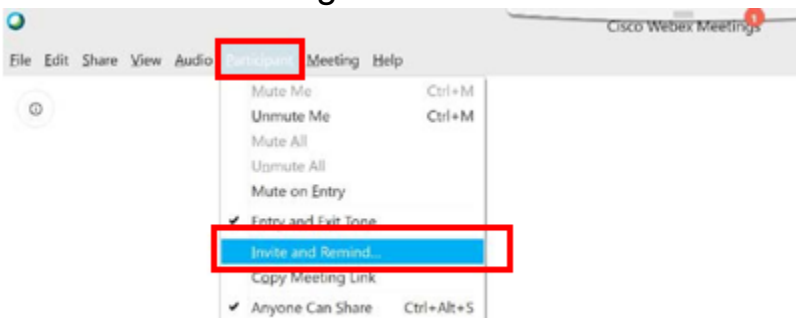 1
Cisco Webex Meetings
File Edit Share View Audio Participant Meeting Help
Mute Me Ctrl+M
Unmute Me Ctrl+M
Mute All
Unmute All
Mute on Entry
✓ Entry and Exit Tone
Invite and Remind...
Copy Meeting Link
✓ Anyone Can Share Ctrl+Alt+S